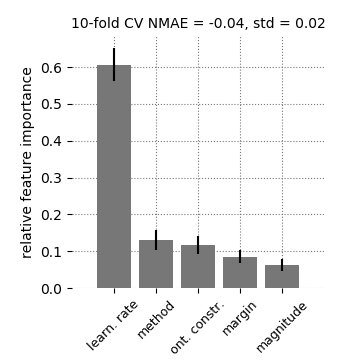 10-fold CV NMAE = -0.04, std = 0.02
relative feature importance
0.6
0.5
0.4
0.3
0.2
0.1
0.0
learn. rate
method
ont. constr.
margin
magnitude